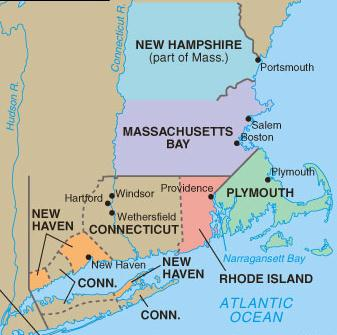 Connecticut R.
NEW HAMPSHIRE
(part of Mass.)
Portsmouth
Hudson R.
MASSACHUSETTS
BAY
Salem
Boston
Plymouth
PLYMOUTH
Providence
Hartford
Windsor
Wethersfield
CONNECTICUT
NEW
HAVEN
New Haven
CONN.
NEW
HAVEN
CONN.
Narragansett Bay
RHODE ISLAND
ATLANTIC
OCEAN